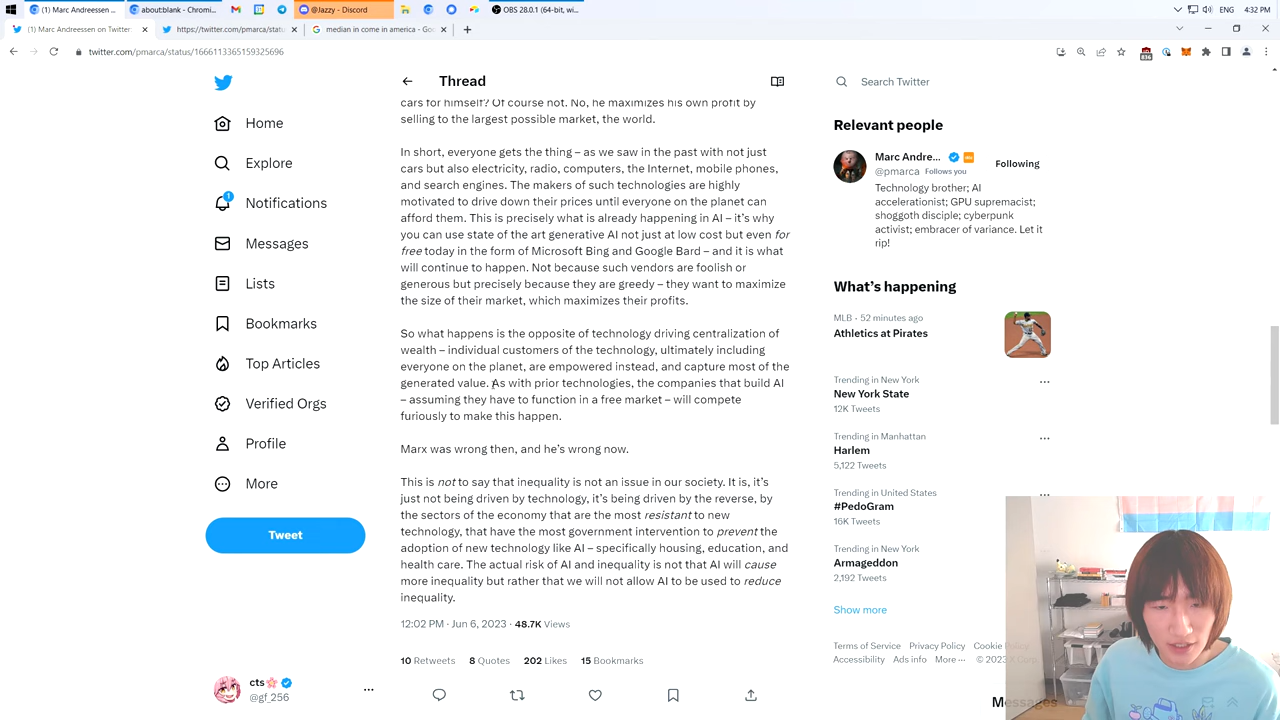 (1) Marc Andreessen ...
about:blank - Chromi...
@Jazzy - Discord
OBS 28.0.1 (64-bit, wi...
ENG
4:32 PM
(1) Marc Andreessen on Twitter
https://twitter.com/pmarca/statu
median in come in america - Goo
twitter.com/pmarca/status/1666113365159325696
836
Home
Explore
1
Notifications
Messages
Lists
Bookmarks
Top Articles
Verified Orgs
Profile
More
Tweet
cts
@gf_256
Thread
cars for himself? Of course not. No, he maximizes his own profit by
selling to the largest possible market, the world.
In short, everyone gets the thing – as we saw in the past with not just
cars but also electricity, radio, computers, the Internet, mobile phones,
and search engines. The makers of such technologies are highly
motivated to drive down their prices until everyone on the planet can
afford them. This is precisely what is already happening in AI – it's why
you can use state of the art generative AI not just at low cost but even for
free today in the form of Microsoft Bing and Google Bard – and it is what
will continue to happen. Not because such vendors are foolish or
generous but precisely because they are greedy – they want to maximize
the size of their market, which maximizes their profits.
So what happens is the opposite of technology driving centralization of
wealth – individual customers of the technology, ultimately including
everyone on the planet, are empowered instead, and capture most of the
generated value. As with prior technologies, the companies that build AI
– assuming they have to function in a free market – will compete
furiously to make this happen.
Marx was wrong then, and he's wrong now.
This is not to say that inequality is not an issue in our society. It is, it's
just not being driven by technology, it's being driven by the reverse, by
the sectors of the economy that are the most resistant to new
technology, that have the most government intervention to prevent the
adoption of new technology like AI – specifically housing, education, and
health care. The actual risk of AI and inequality is not that AI will cause
more inequality but rather that we will not allow AI to be used to reduce
inequality.
12:02 PM · Jun 6, 2023 · 48.7K Views
10 Retweets 8 Quotes 202 Likes 15 Bookmarks
Search Twitter
Relevant people
Marc Andre...
@pmarca Follows you
Following
Technology brother; AI
accelerationist; GPU supremacist;
shoggoth disciple; cyberpunk
activist; embracer of variance. Let it
rip!
What's happening
MLB · 52 minutes ago
Athletics at Pirates
Trending in New York
New York State
12K Tweets
Trending in Manhattan
Harlem
5,122 Tweets
Trending in United States
#PedoGram
16K Tweets
Trending in New York
Armageddon
2,192 Tweets
Show more
Terms of Service Privacy Policy Cookie
Accessibility Ads info More ··· © 2023
Messages